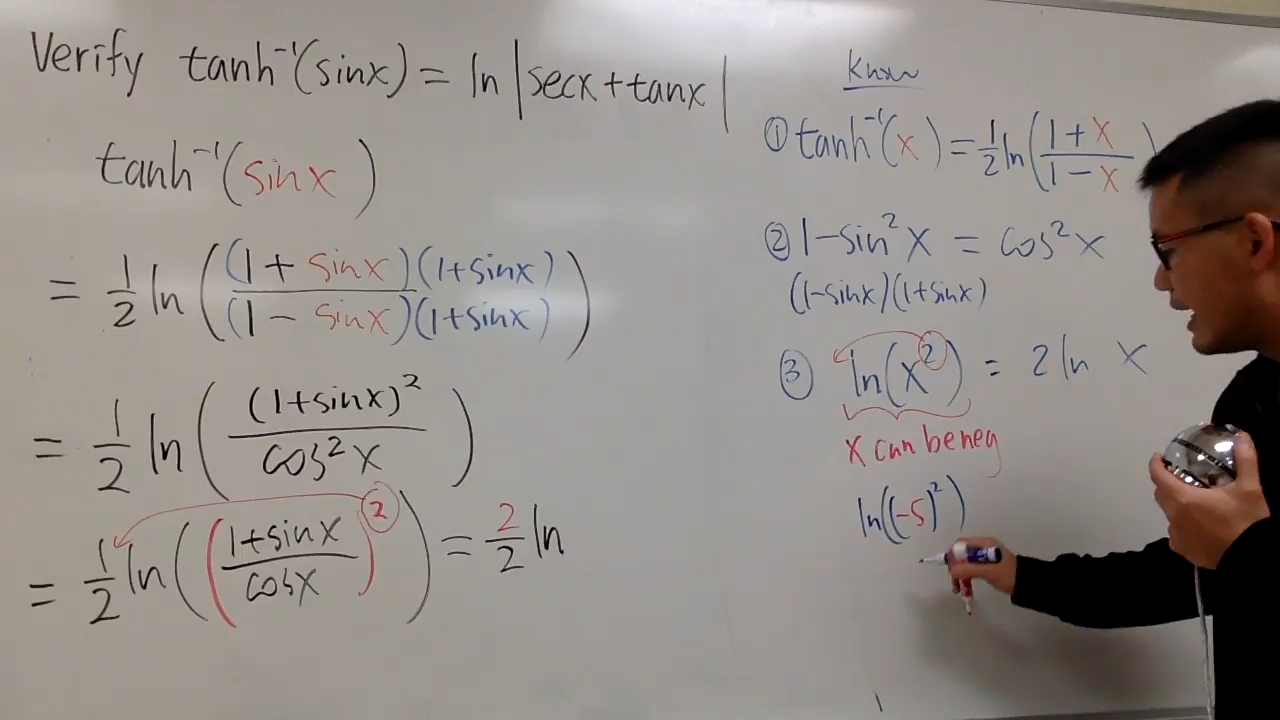 Verify tanh⁻¹(sinx) = ln |secx + tanx|
tanh⁻¹(sinx)
= 1/2 ln ( (1 + sinx)(1+sinx) / (1 - sinx)(1+sinx) )
= 1/2 ln ( (1+sinx)² / cos²x )
= 1/2 ln ( ( 1+sinx / cosx )² ) = 2/2 ln
Know
① tanh⁻¹(x) = 1/2 ln ( 1+x / 1-x )
② 1-sin²x = cos²x
(1-sinx)(1+sinx)
③ ln(x²) = 2 ln x
x can be neg
ln((-5)²)